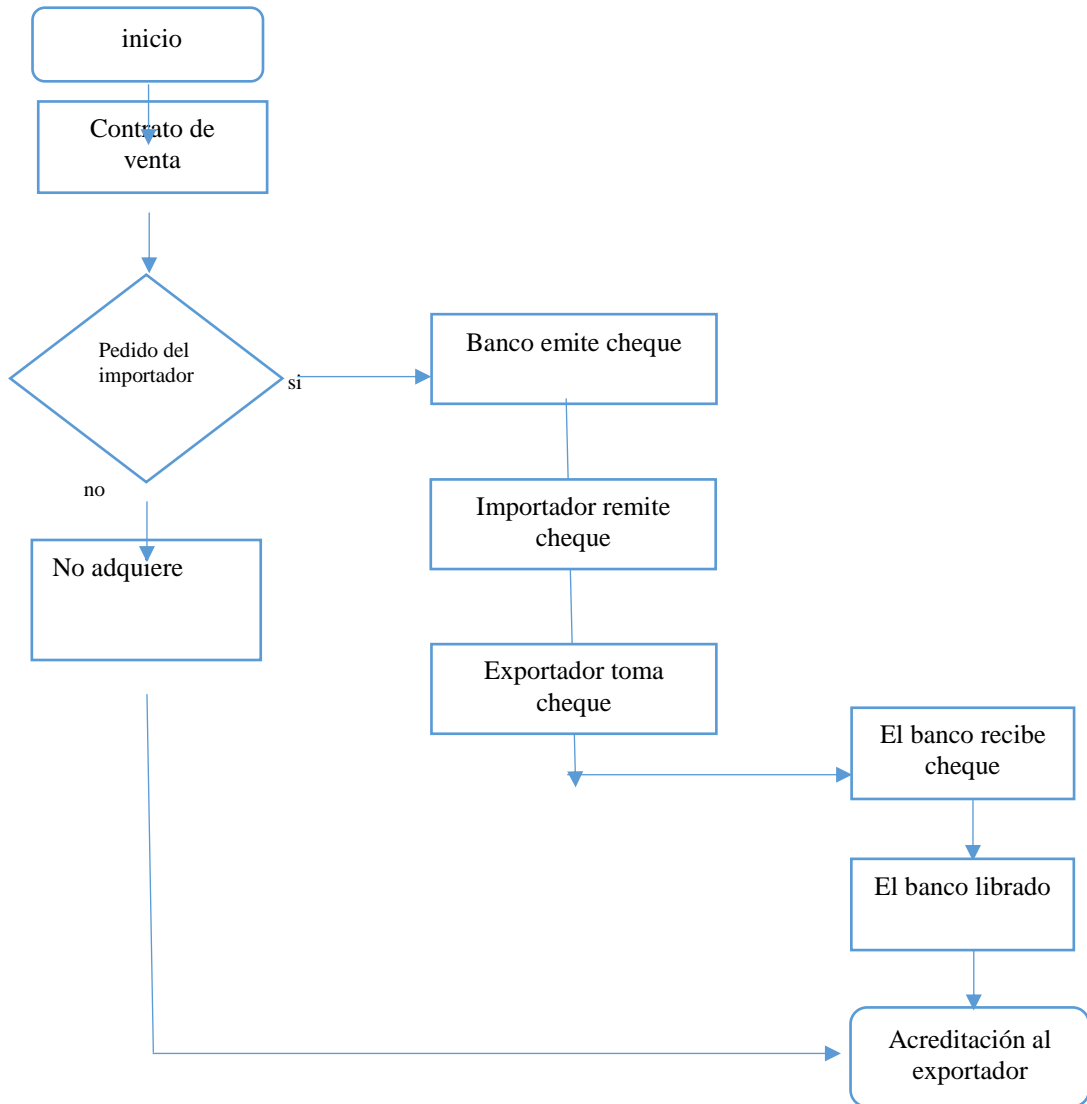 inicio
Contrato de
venta
Pedido del
importador
si
Banco emite cheque
no
Importador remite
cheque
No adquiere
Exportador toma
cheque
El banco recibe
cheque
El banco librado
Acreditación al
exportador